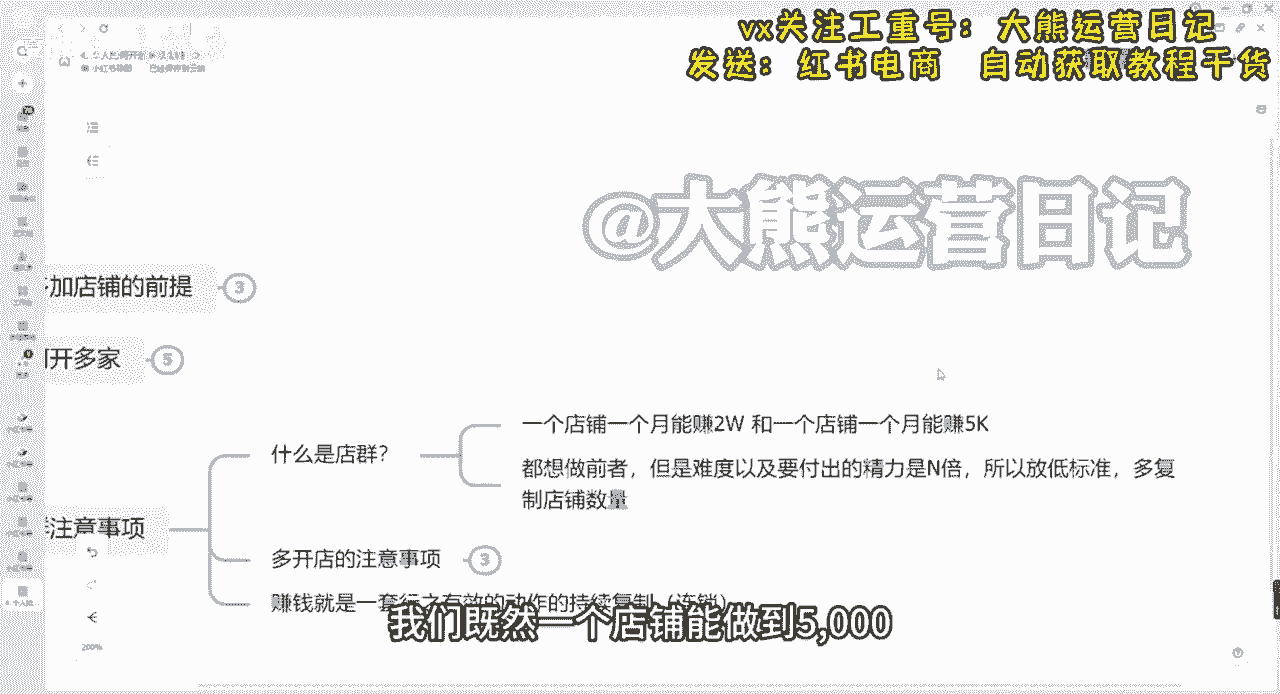 vx关注工重号：大熊运营日记
发送：红书电商 自动获取教程干货
@大熊运营日记
加店铺的前提
3
开多家
5
一个店铺一个月能赚2W 和一个店铺一个月能赚5K
什么是店群？
都想做前者，但是难度以及要付出的精力是N倍，所以放低标准，多复
制店铺数量
注意事项
多开店的注意事项
3
赚钱就是一套行之有效的动作的持续复制（连锁）
我们既然一个店铺能做到5,000
200%